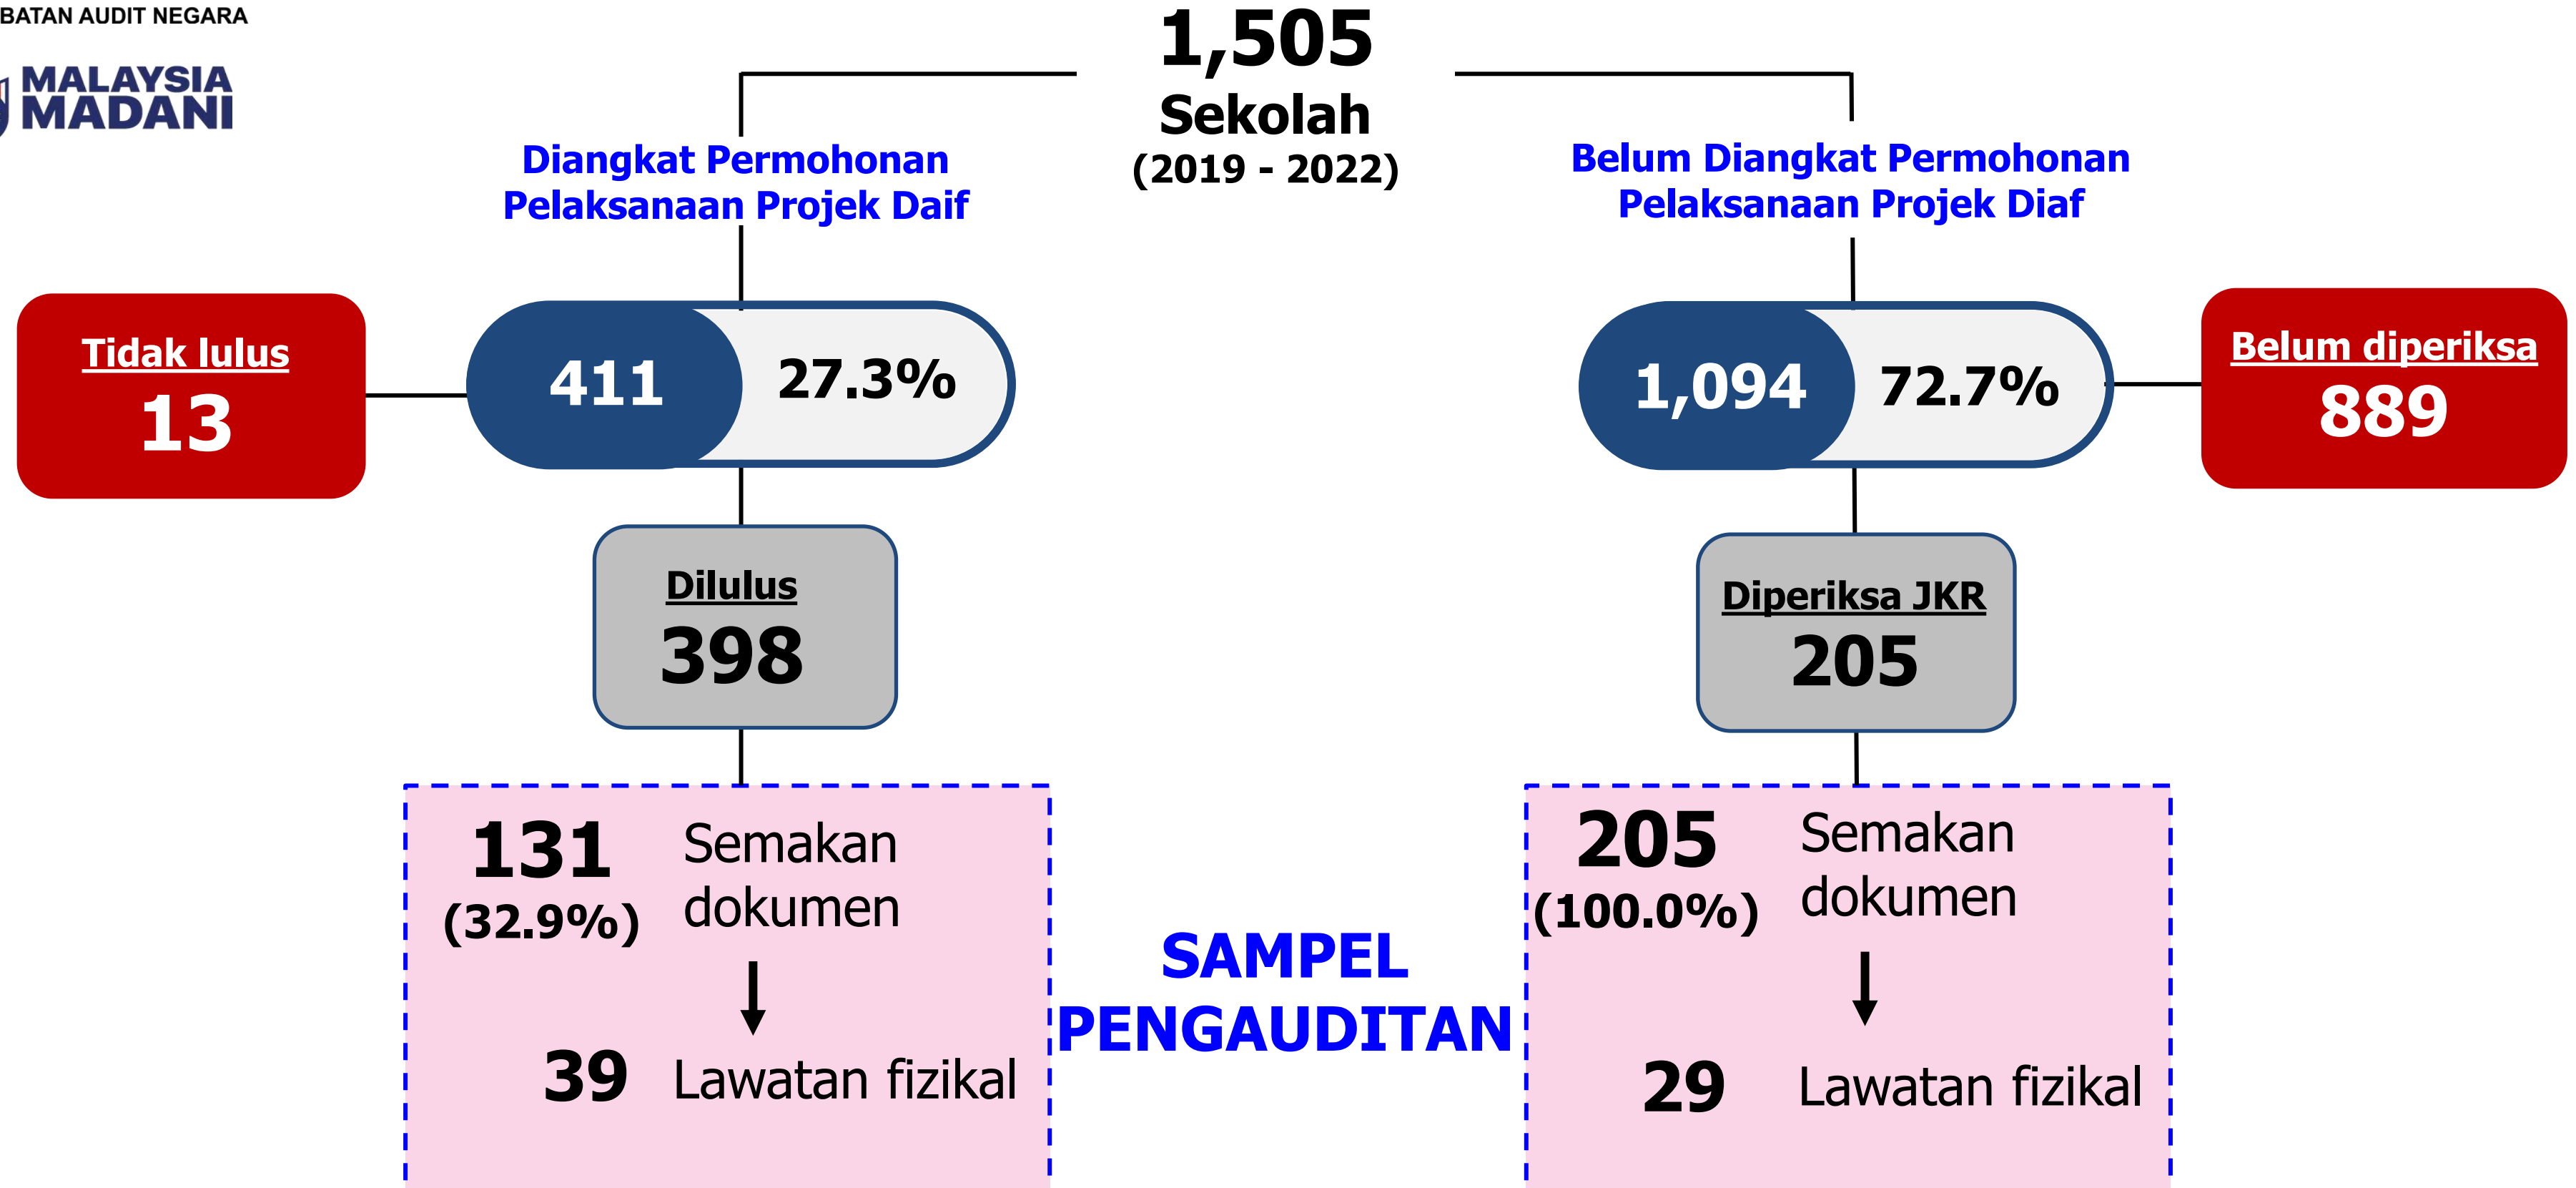 BATAN AUDIT NEGARA
MALAYSIA
MADANI
1,505
Sekolah
(2019 - 2022)
Diangkat Permohonan
Pelaksanaan Projek Daif
Belum Diangkat Permohonan
Pelaksanaan Projek Diaf
Tidak lulus
13
411
27.3%
1,094
72.7%
Belum diperiksa
889
Dilulus
398
Diperiksa JKR
205
131
(32.9%)
Semakan
dokumen
39
Lawatan fizikal
SAMPEL
PENGAUDITAN
205
(100.0%)
Semakan
dokumen
29
Lawatan fizikal